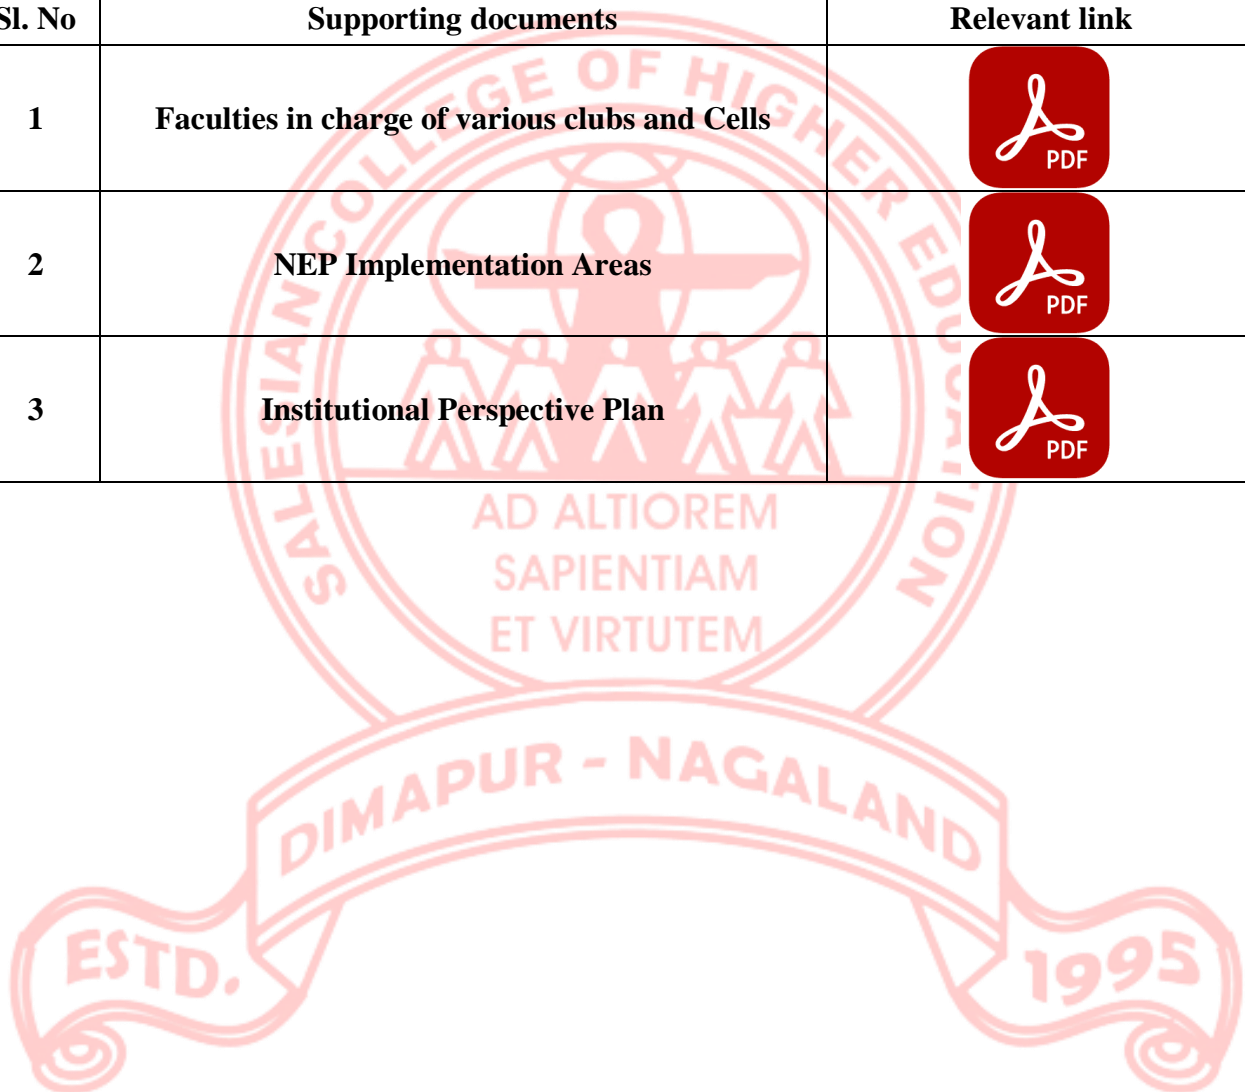 Sl. No Supporting documents Relevant link
1 Faculties in charge of various clubs and Cells PDF
2 NEP Implementation Areas PDF
3 Institutional Perspective Plan PDF
SALESIAN COLLEGE OF HIGHER EDUCATION
AD ALTIOREM
SAPIENTIAM
ET VIRTUTEM
DIMAPUR - NAGALAND
ESTD. 1995